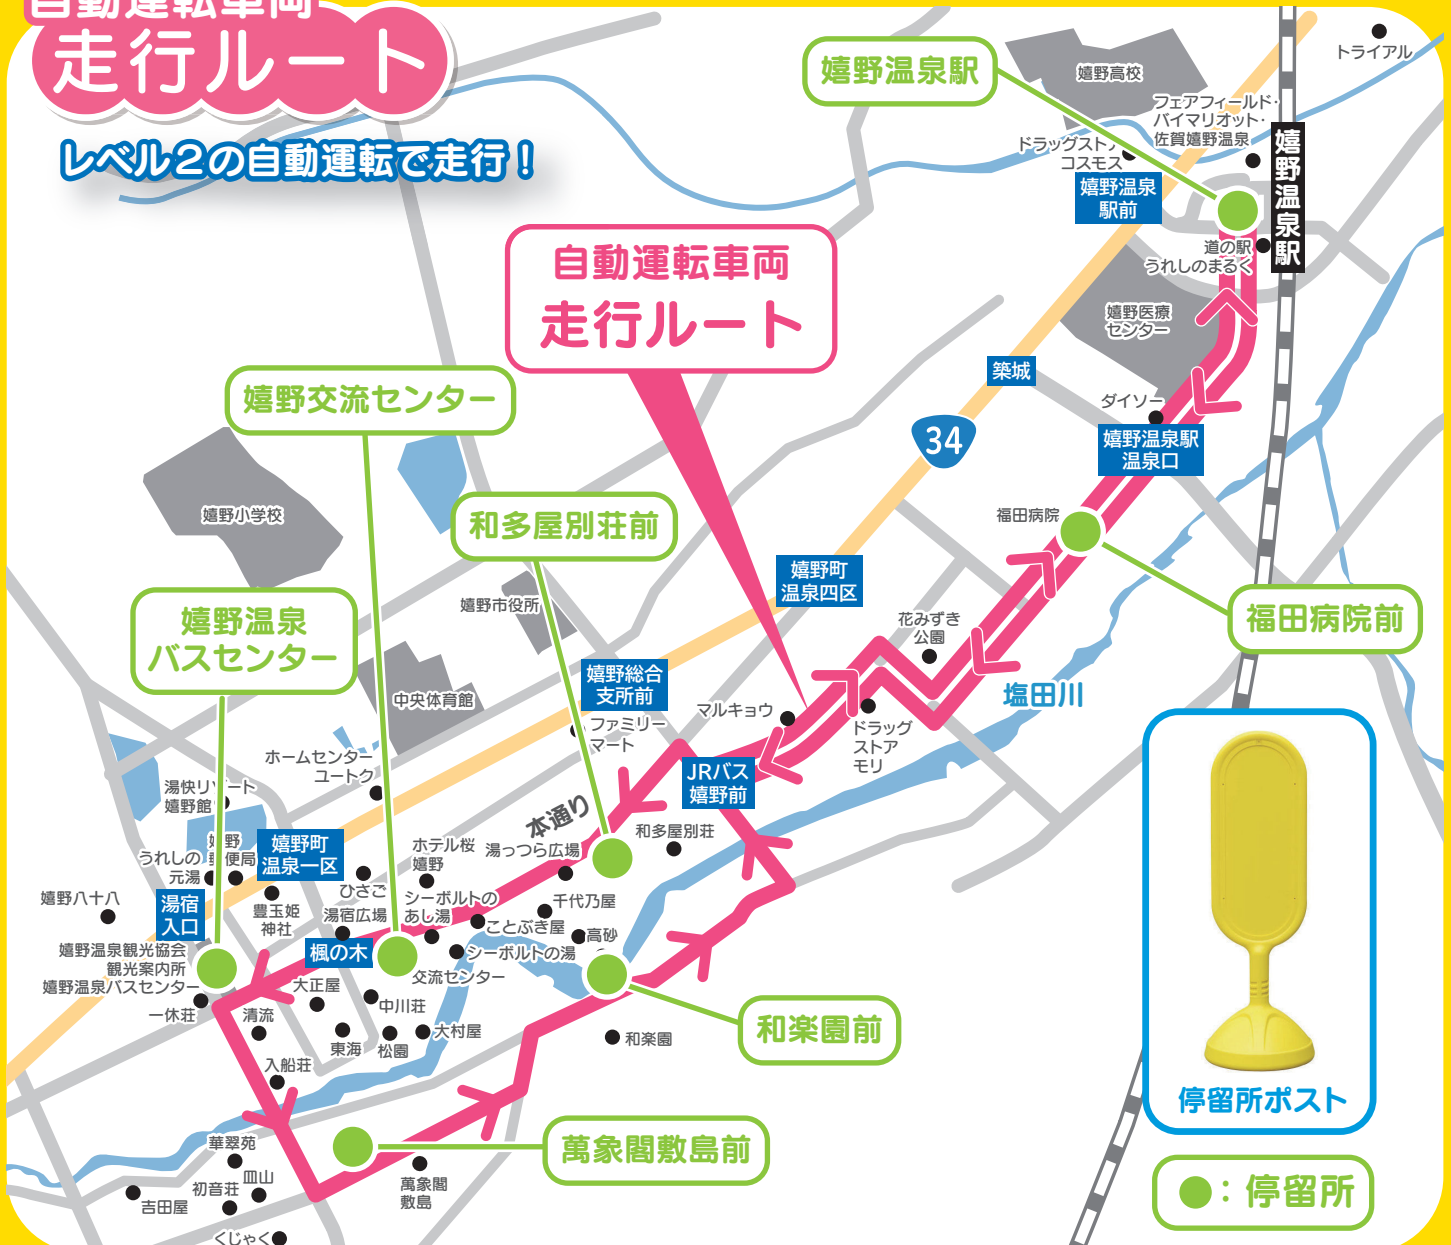 自動運転車両
走行ルート
レベル2の自動運転で走行！
嬉野温泉駅
嬉野高校
トライアル
フェアフィールド・
バイマリオット・
佐賀嬉野温泉
ドラッグストア
コスモス
嬉野温泉
駅前
嬉野温泉駅
道の駅
うれしのまるく
自動運転車両
走行ルート
嬉野医療
センター
築城
ダイソー
嬉野温泉駅
温泉口
34
嬉野交流センター
嬉野小学校
和多屋別荘前
福田病院
嬉野町
温泉四区
福田病院前
嬉野温泉
バスセンター
嬉野市役所
花みずき
公園
嬉野総合
支所前
中央体育館
塩田川
マルキョウ
ファミリー
マート
ドラッグ
ストア
モリ
ホームセンター
ユートク
JRバス
嬉野前
湯快リゾート
嬉野館
本通り
和多屋別荘
嬉野
郵便局
嬉野町
温泉一区
ホテル桜
嬉野
湯っつら広場
うれしの
元湯
ひさご
シーボルトの
あし湯
千代乃屋
嬉野八十八
湯宿
入口
豊玉姫
神社
湯宿広場
ことぶき屋
高砂
楓の木
シーボルトの湯
嬉野温泉観光協会
観光案内所
嬉野温泉バスセンター
交流センター
大正屋
中川荘
一休荘
清流
東海
松園
大村屋
和楽園
和楽園前
入船荘
萬象閣敷島前
華翠苑
皿山
初音荘
吉田屋
萬象閣
敷島
くじゃく
停留所ポスト
：停留所